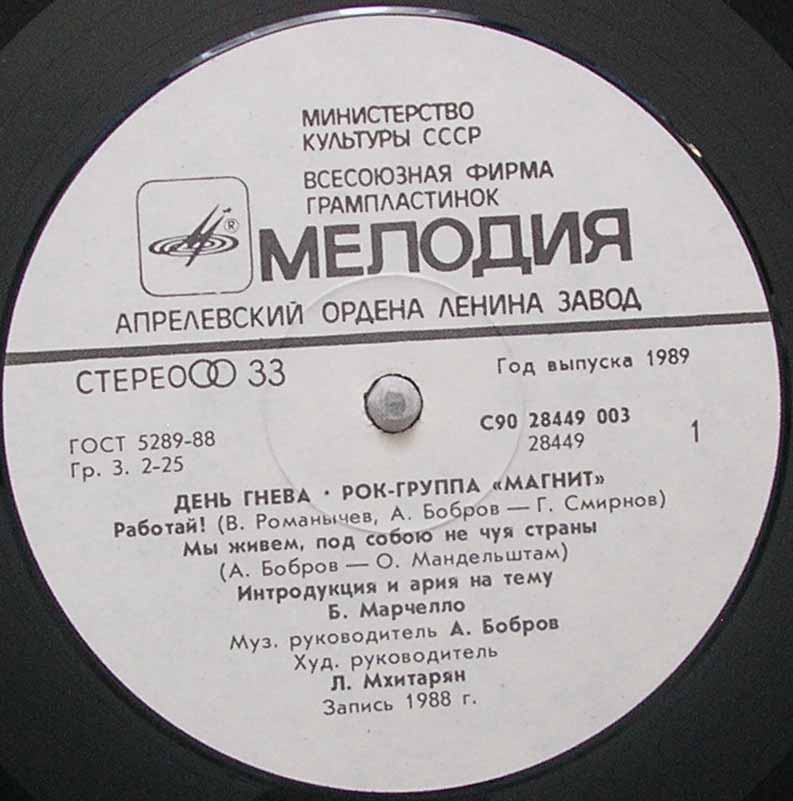 МИНИСТЕРСТВО
КУЛЬТУРЫ СССР
ВСЕСОЮЗНАЯ ФИРМА
ГРАМПЛАСТИНОК
®
МЕЛОДИЯ
АПРЕЛЕВСКИЙ ОРДЕНА ЛЕНИНА ЗАВОД
СТЕРЕО 33
Год выпуска 1989
ГОСТ 5289-88
Гр. 3. 2-25
С90 28449 003
28449
1
ДЕНЬ ГНЕВА · РОК-ГРУППА «МАГНИТ»
Работай! (В. Романычев, А. Бобров — Г. Смирнов)
Мы живем, под собою не чуя страны
(А. Бобров — О. Мандельштам)
Интродукция и ария на тему
Б. Марчелло
Муз. руководитель А. Бобров
Худ. руководитель
Л. Мхитарян
Запись 1988 г.